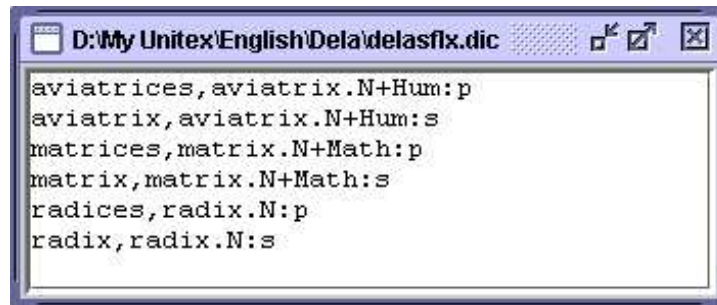 D:\My Unitex\English\Dela\delasflx.dic
aviatrices,aviatrix.N+Hum:p
aviatrix,aviatrix.N+Hum:s
matrices,matrix.N+Math:p
matrix,matrix.N+Math:s
radices,radix.N:p
radix,radix.N:s